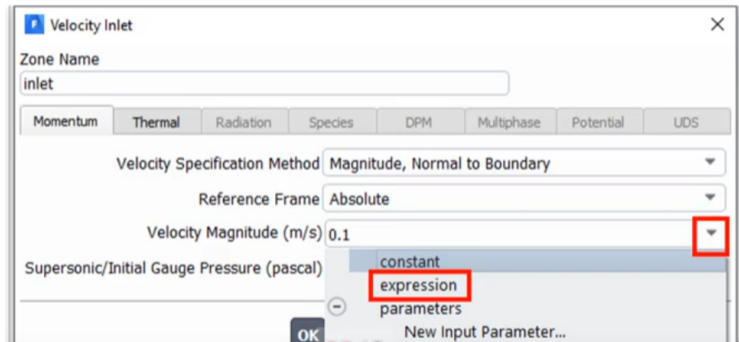 Velocity Inlet
Zone Name
inlet
Momentum Thermal Radiation Species DPM Multiphase Potential UDS
Velocity Specification Method Magnitude, Normal to Boundary
Reference Frame Absolute
Velocity Magnitude (m/s) 0.1
Supersonic/Initial Gauge Pressure (pascal) constant
expression
parameters
OK New Input Parameter...